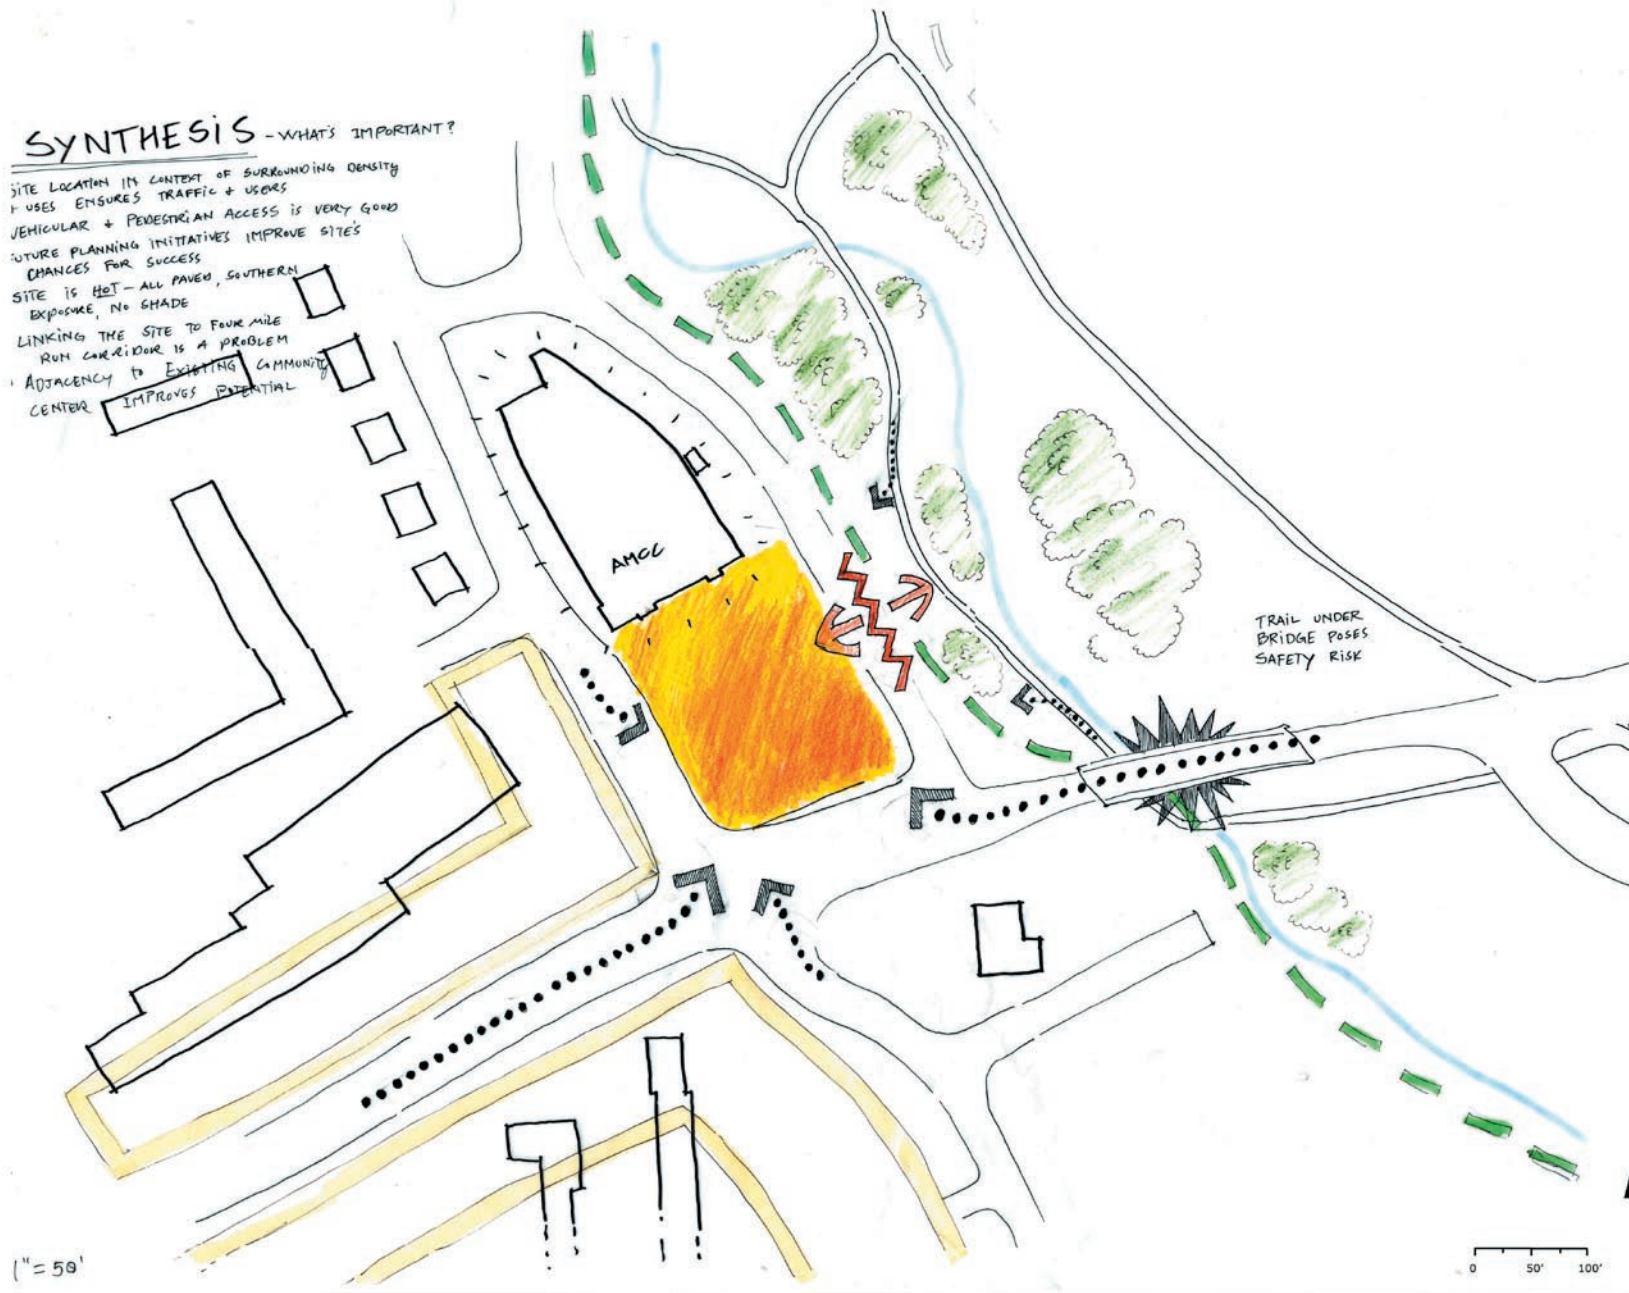 SYNTHESIS - WHAT'S IMPORTANT?
SITE LOCATION IN CONTEXT OF SURROUNDING DENSITY
+ USES ENSURES TRAFFIC + USERS
VEHICULAR + PEDESTRIAN ACCESS IS VERY GOOD
FUTURE PLANNING INITIATIVES IMPROVE SITE'S
CHANCES FOR SUCCESS
SITE IS HOT - ALL PAVED, SOUTHERN
EXPOSURE, NO SHADE
LINKING THE SITE TO FOUR MILE
RUN CORRIDOR IS A PROBLEM
ADJACENCY to EXISTING COMMUNITY
CENTER IMPROVES POTENTIAL
AMCC
TRAIL UNDER
BRIDGE POSES
SAFETY RISK
1" = 50'
0 50' 100'